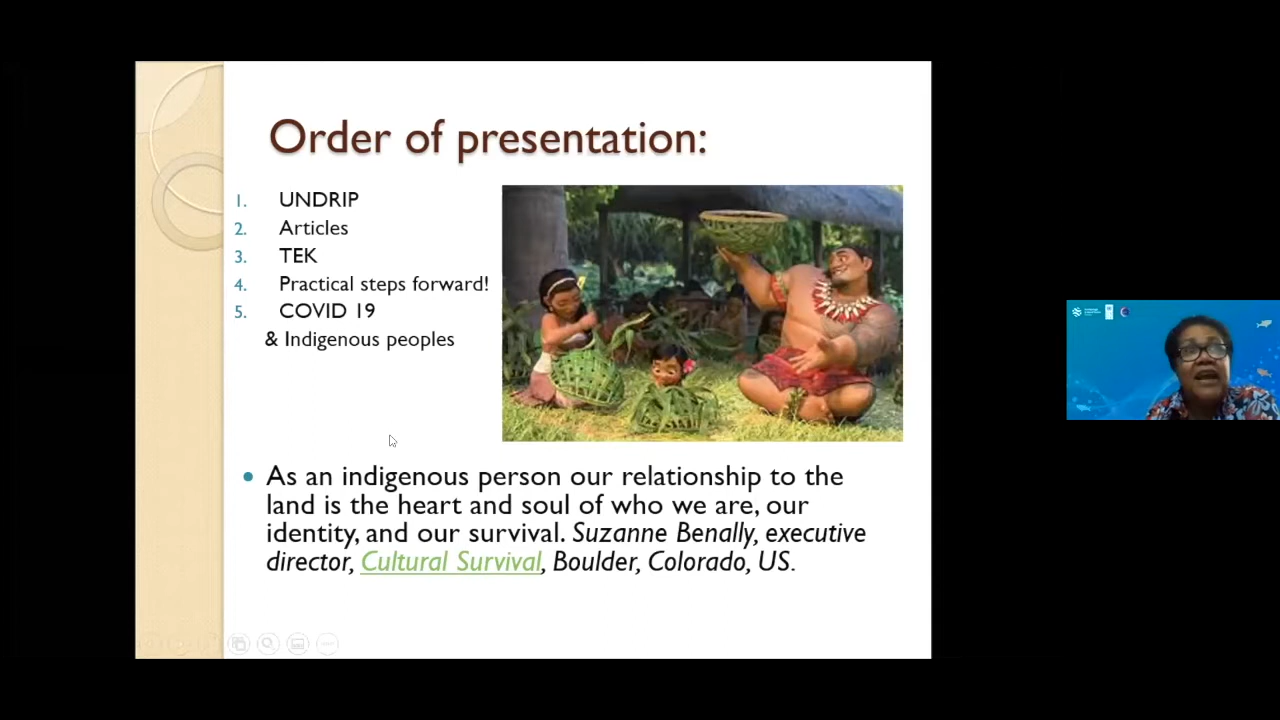 Order of presentation:
1. UNDRIP
2. Articles
3. TEK
4. Practical steps forward!
5. COVID 19
& Indigenous peoples
• As an indigenous person our relationship to the
land is the heart and soul of who we are, our
identity, and our survival. Suzanne Benally, executive
director, Cultural Survival, Boulder, Colorado, US.